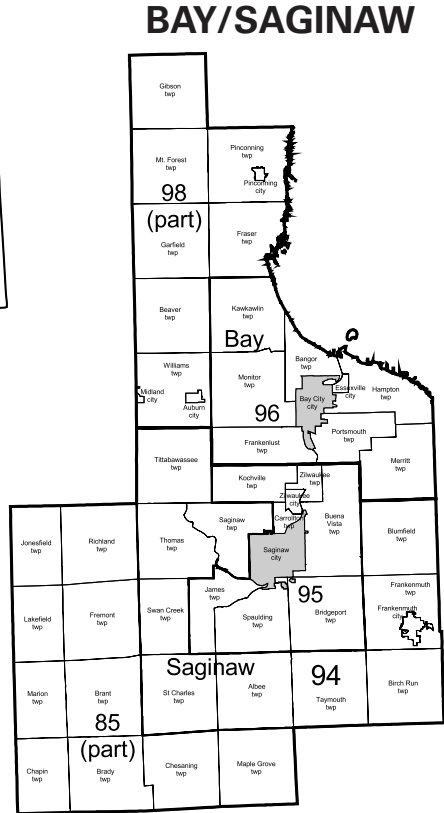 BAY/SAGINAW
Gibson
twp
Mt. Forest
twp
Pinconning
twp
Pinconning
city
98
(part)
Garfield
twp
Fraser
twp
Beaver
twp
Kawkawlin
twp
Bay
Williams
twp
Monitor
twp
Bangor
twp
Midland
city
Auburn
city
Essexville
city
Hampton
twp
Bay City
city
96
Frankenlust
twp
Portsmouth
twp
Merritt
twp
Tittabawassee
twp
Kochville
twp
Zilwaukee
twp
Zilwaukee
city
Saginaw
twp
Carrollton
twp
Buena
Vista
twp
Blumfield
twp
Jonesfield
twp
Richland
twp
Thomas
twp
Saginaw
city
Lakefield
twp
Fremont
twp
Swan Creek
twp
James
twp
Spaulding
twp
95
Bridgeport
twp
Frankenmuth
twp
Frankenmuth
city
Saginaw
Marion
twp
Brant
twp
St Charles
twp
Albee
twp
94
Taymouth
twp
Birch Run
twp
85
(part)
Chapin
twp
Brady
twp
Chesaning
twp
Maple Grove
twp